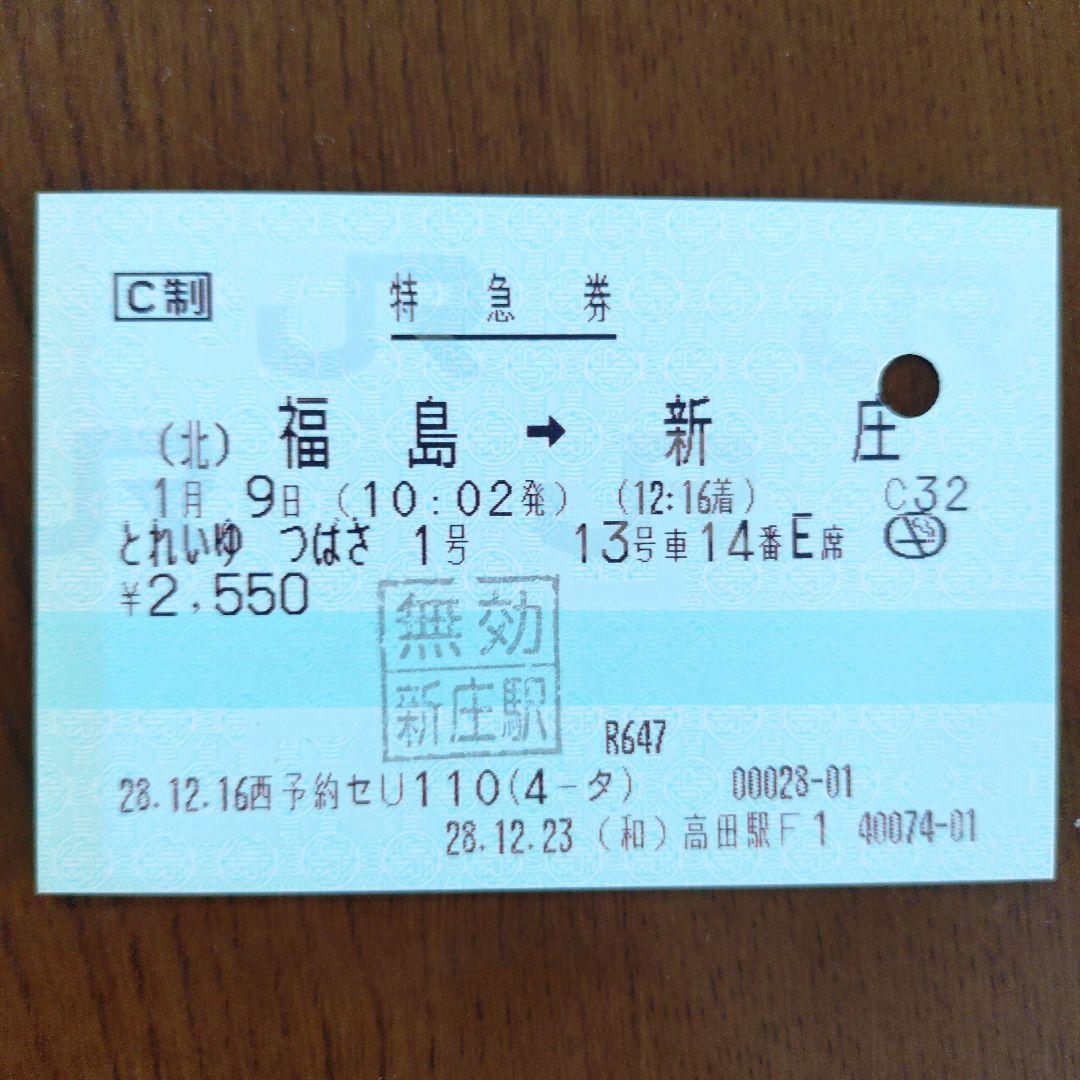 C制 特急券
(北) 福島 → 新庄
1月 9日 (10:02発) (12:16着) C32
とれいゆ つばさ 1号 13号車14番E席
¥2,550
無効
新庄駅
R647
28.12.16西予約セU110(4-タ) 00028-01
28.12.23 (和)高田駅F1 40074-01